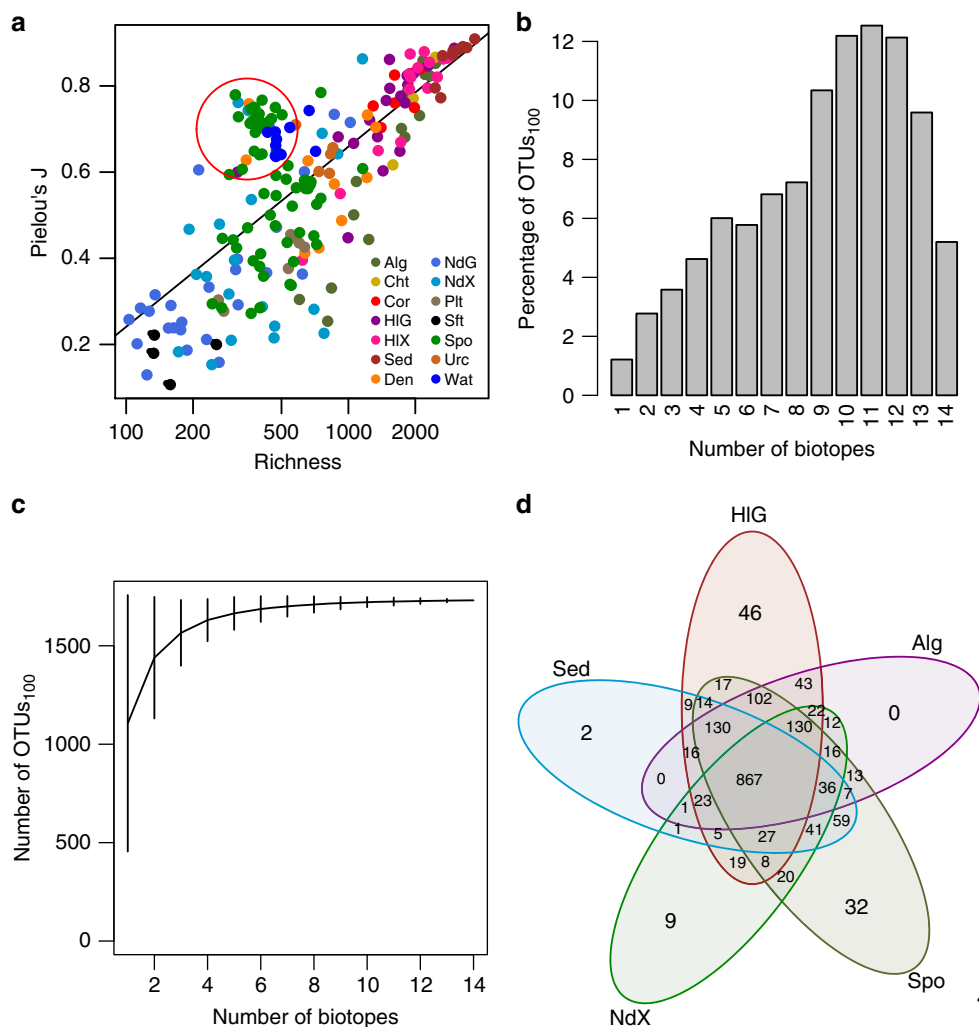 a
Pielou's J
0.8
0.6
0.4
0.2
100 200 500 1000 2000
Richness
Alg NdG
Cht NdX
Cor Plt
HlG Sft
HlX Spo
Sed Urc
Den Wat
b
Percentage of OTUs100
12
10
8
6
4
2
0
1 2 3 4 5 6 7 8 9 10 11 12 13 14
Number of biotopes
c
Number of OTUs100
1500
1000
500
0
2 4 6 8 10 12 14
Number of biotopes
d
HlG
Alg
Sed
46
0
2
17 43
9 14 102 22 12
130 130
16 16
0 867 13
23 36 7
1
1 5 27 41 59
19 8 20
9 32
Spo
NdX